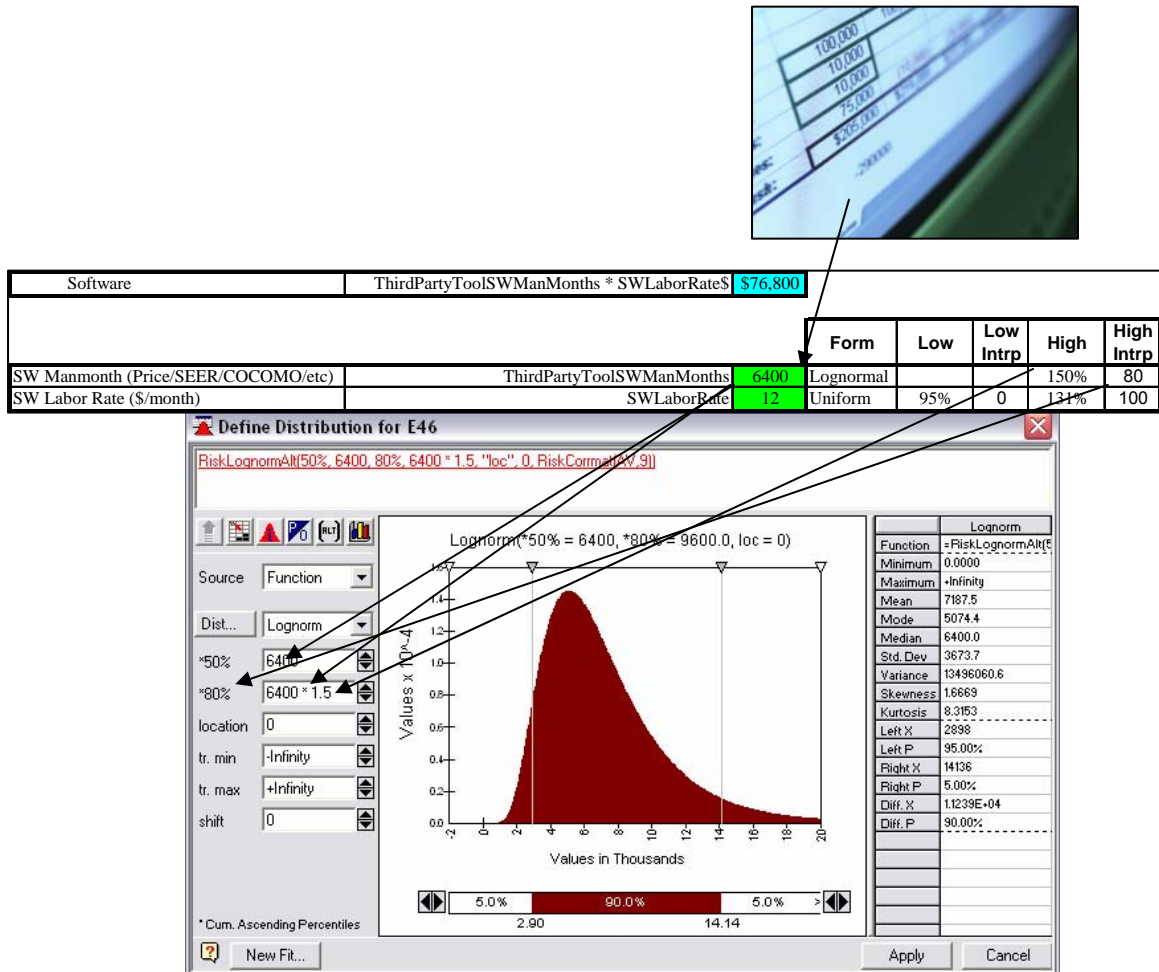 100,000
10,000
10,000
75,000
$205,000
-290000
Software ThirdPartyToolSWManMonths * SWLaborRate$ $76,800
Form Low Low Intrp High High Intrp
SW Manmonth (Price/SEER/COCOMO/etc) ThirdPartyToolSWManMonths 6400 Lognormal 150% 80
SW Labor Rate ($/month) SWLaborRate 12 Uniform 95% 0 131% 100
Define Distribution for E46
RiskLognormAlt(50%, 6400, 80%, 6400 * 1.5, "loc", 0, RiskCorrmat(AV,9))
Source Function
Dist... Lognorm
*50% 6400
*80% 6400 * 1.5
location 0
tr. min -Infinity
tr. max +Infinity
shift 0
*Cum. Ascending Percentiles
Lognorm(*50% = 6400, *80% = 9600.0, loc = 0)
Values x 10^-4
1.6
1.4
1.2
1.0
0.8
0.6
0.4
0.2
0.0
-2 0 2 4 6 8 10 12 14 16 18 20
Values in Thousands
5.0% 90.0% 5.0% >
2.90 14.14
Lognorm
Function =RiskLognormAlt(5
Minimum 0.0000
Maximum +Infinity
Mean 7187.5
Mode 5074.4
Median 6400.0
Std. Dev 3673.7
Variance 13496060.6
Skewness 1.6669
Kurtosis 8.3153
Left X 2898
Left P 95.00%
Right X 14136
Right P 5.00%
Diff. X 1.1239E+04
Diff. P 90.00%
New Fit... Apply Cancel